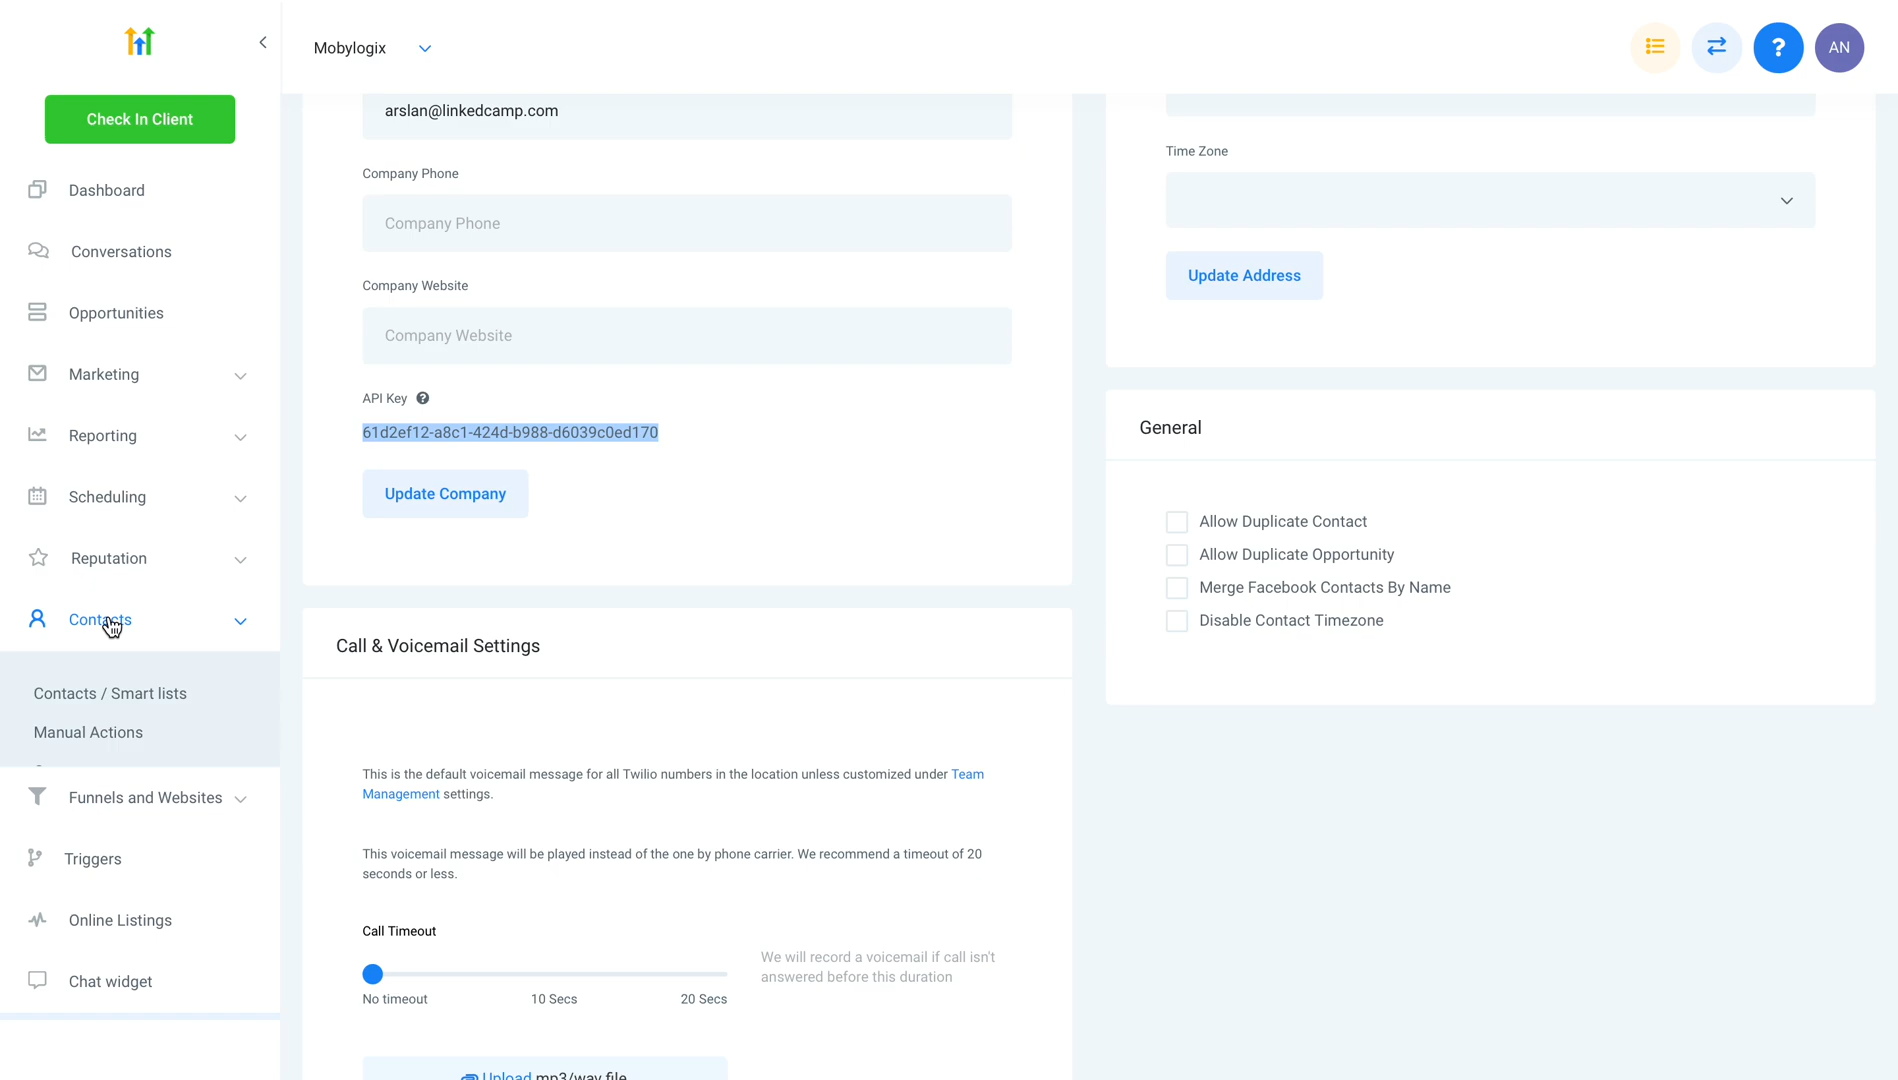 Mobylogix
AN
Check In Client
Dashboard
Conversations
Opportunities
Marketing
Reporting
Scheduling
Reputation
Contacts
Contacts / Smart lists
Manual Actions
Funnels and Websites
Triggers
Online Listings
Chat widget
arslan@linkedcamp.com
Company Phone
Company Phone
Company Website
Company Website
API Key
61d2ef12-a8c1-424d-b988-d6039c0ed170
Update Company
Call & Voicemail Settings
This is the default voicemail message for all Twilio numbers in the location unless customized under Team
Management settings.
This voicemail message will be played instead of the one by phone carrier. We recommend a timeout of 20
seconds or less.
Call Timeout
We will record a voicemail if call isn't
answered before this duration
No timeout
10 Secs
20 Secs
Upload mp3/wav file
Time Zone
Update Address
General
Allow Duplicate Contact
Allow Duplicate Opportunity
Merge Facebook Contacts By Name
Disable Contact Timezone